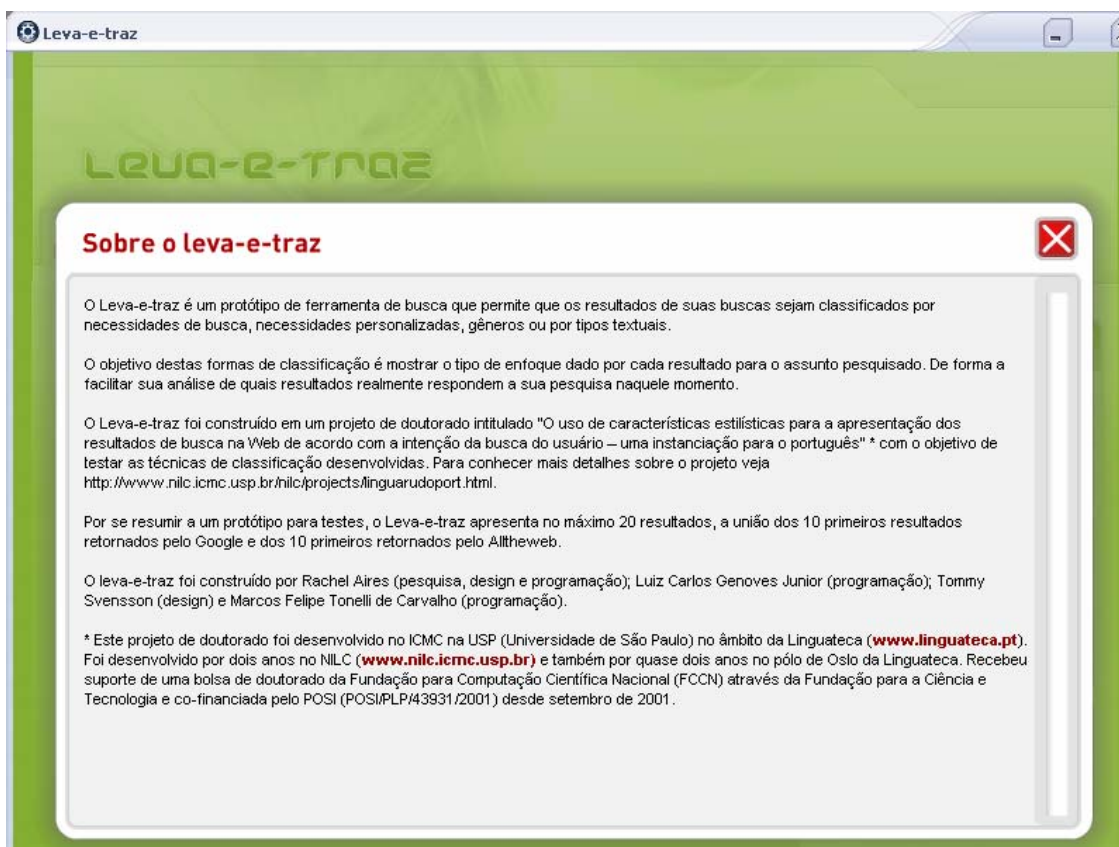 Leva-e-traz
Leva-e-traz
Sobre o leva-e-traz
O Leva-e-traz é um protótipo de ferramenta de busca que permite que os resultados de suas buscas sejam classificados por
necessidades de busca, necessidades personalizadas, gêneros ou por tipos textuais.
O objetivo destas formas de classificação é mostrar o tipo de enfoque dado por cada resultado para o assunto pesquisado. De forma a
facilitar sua análise de quais resultados realmente respondem a sua pesquisa naquele momento.
O Leva-e-traz foi construído em um projeto de doutorado intitulado "O uso de características estilísticas para a apresentação dos
resultados de busca na Web de acordo com a intenção da busca do usuário – uma instanciação para o português" * com o objetivo de
testar as técnicas de classificação desenvolvidas. Para conhecer mais detalhes sobre o projeto veja
http://www.nilc.icmc.usp.br/nilc/projects/linguarudoport.html.
Por se resumir a um protótipo para testes, o Leva-e-traz apresenta no máximo 20 resultados, a união dos 10 primeiros resultados
retornados pelo Google e dos 10 primeiros retornados pelo Alltheweb.
O leva-e-traz foi construído por Rachel Aires (pesquisa, design e programação); Luiz Carlos Genoves Junior (programação); Tommy
Svensson (design) e Marcos Felipe Tonelli de Carvalho (programação).
* Este projeto de doutorado foi desenvolvido no ICMC na USP (Universidade de São Paulo) no âmbito da Linguateca (www.linguateca.pt).
Foi desenvolvido por dois anos no NILC (www.nilc.icmc.usp.br) e também por quase dois anos no pólo de Oslo da Linguateca. Recebeu
suporte de uma bolsa de doutorado da Fundação para Computação Científica Nacional (FCCN) através da Fundação para a Ciência e
Tecnologia e co-financiada pelo POSI (POSI/PLP/43931/2001) desde setembro de 2001.